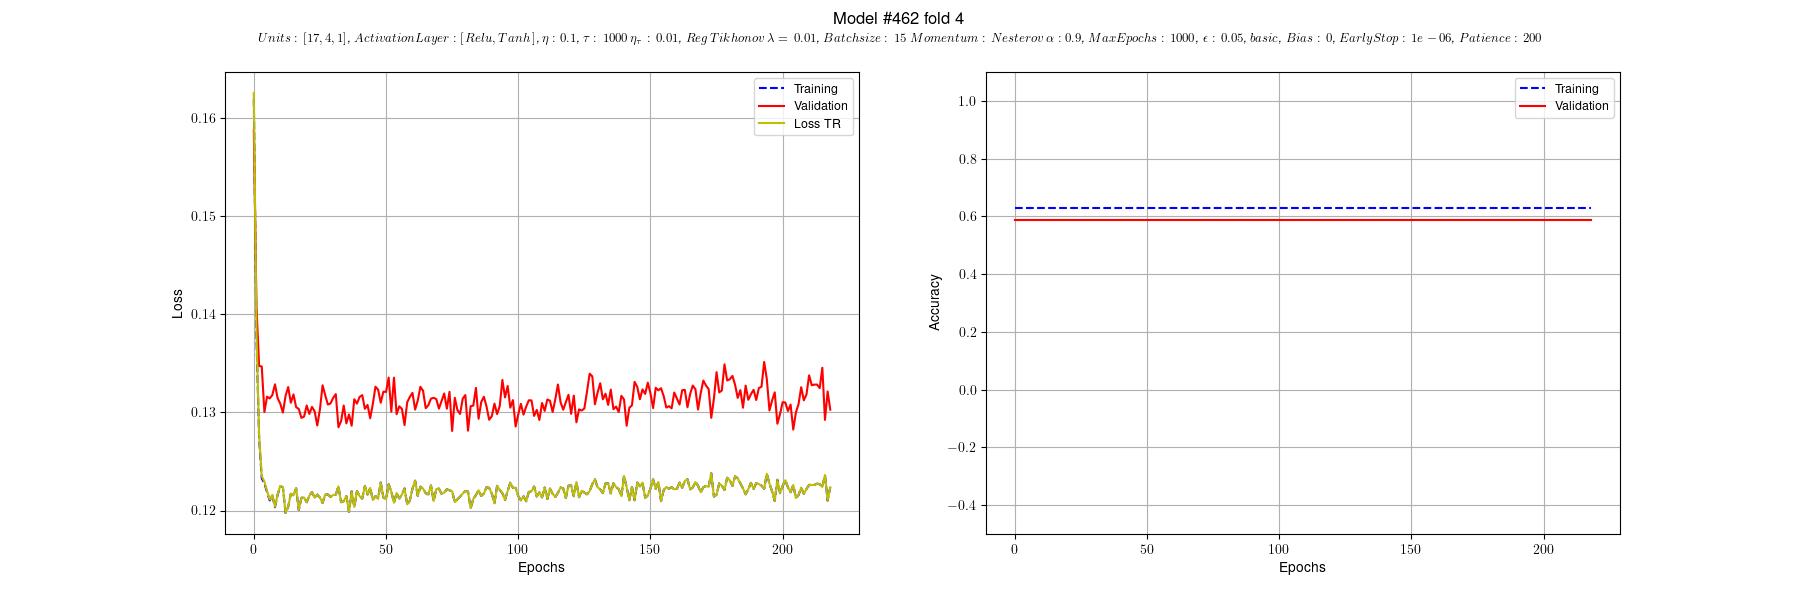 Model #462 fold 4
Units : [17, 4, 1], ActivationLayer : [Relu, Tanh], η : 0.1, τ : 1000 η_τ : 0.01, Reg Tikhonov λ = 0.01, Batchsize : 15 Momentum : Nesterov α : 0.9, MaxEpochs : 1000, ϵ : 0.05, basic, Bias : 0, EarlyStop : 1e − 06, Patience : 200
Training
Validation
Loss TR
0.16
0.15
0.14
0.13
0.12
Loss
0 50 100 150 200
Epochs
Training
Validation
1.0
0.8
0.6
0.4
0.2
0.0
−0.2
−0.4
Accuracy
0 50 100 150 200
Epochs